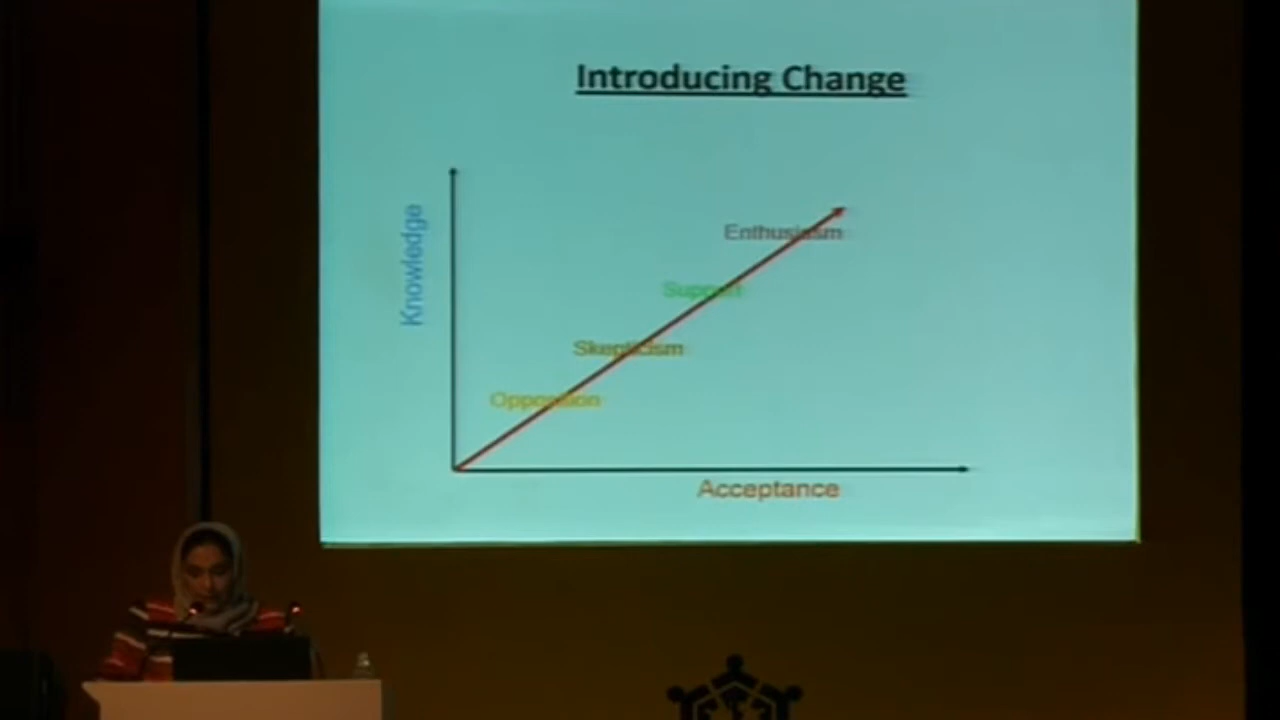 Introducing Change
Knowledge
Enthusiasm
Support
Skepticism
Opposition
Acceptance